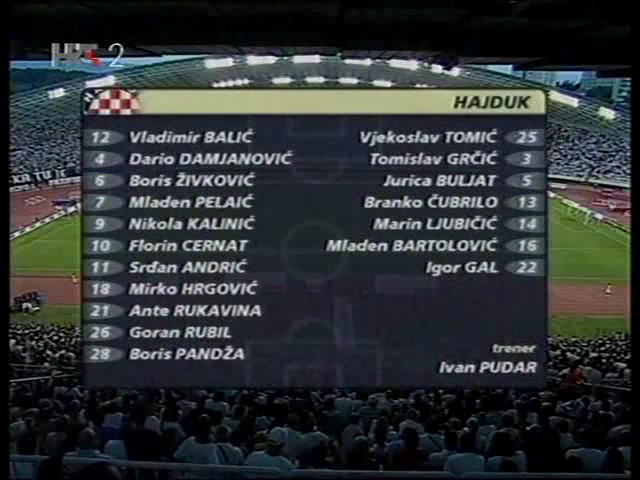 HRT 2
HAJDUK
12 Vladimir BALIĆ
4 Dario DAMJANOVIĆ
6 Boris ŽIVKOVIĆ
7 Mladen PELAIĆ
9 Nikola KALINIĆ
10 Florin CERNAT
11 Srđan ANDRIĆ
18 Mirko HRGOVIĆ
21 Ante RUKAVINA
26 Goran RUBIL
28 Boris PANDŽA
Vjekoslav TOMIĆ 25
Tomislav GRČIĆ 3
Jurica BULJAT 5
Branko ČUBRILO 13
Marin LJUBIČIĆ 14
Mladen BARTOLOVIĆ 16
Igor GAL 22
trener
Ivan PUDAR